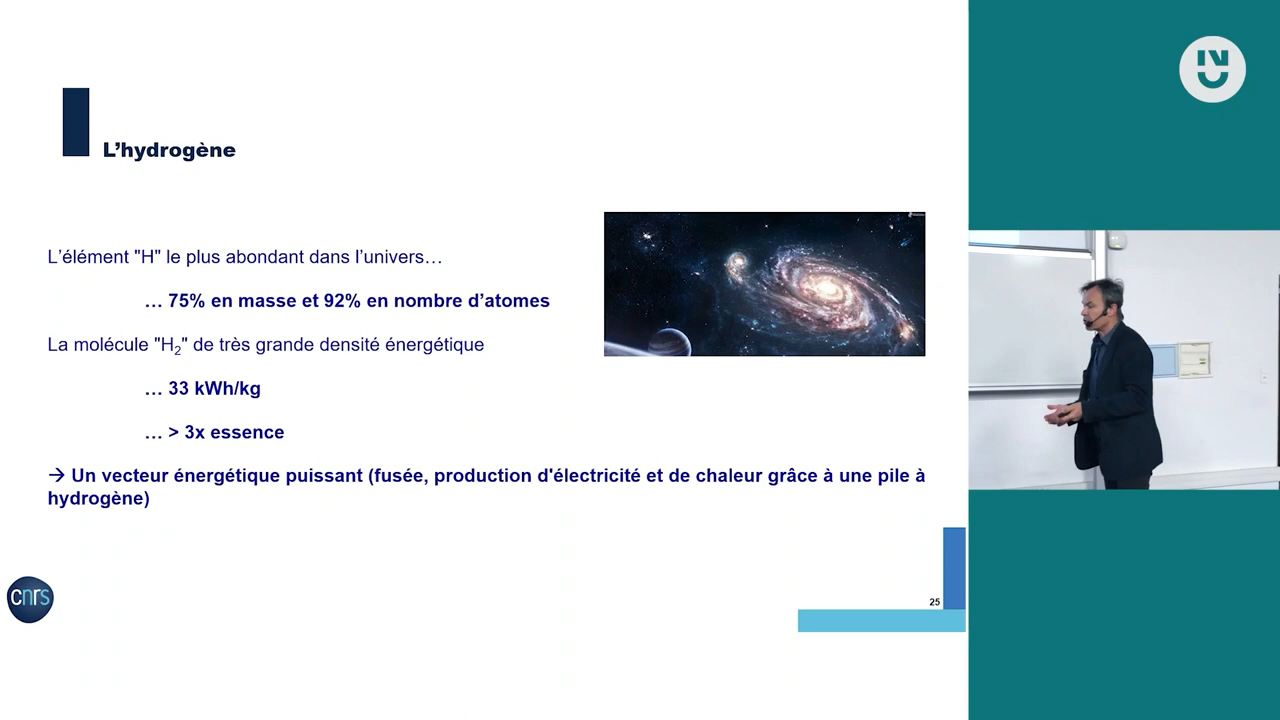 L'hydrogène
L'élément "H" le plus abondant dans l'univers…
… 75% en masse et 92% en nombre d'atomes
La molécule "H₂" de très grande densité énergétique
… 33 kWh/kg
… > 3x essence
→ Un vecteur énergétique puissant (fusée, production d'électricité et de chaleur grâce à une pile à
hydrogène)
cnrs
25